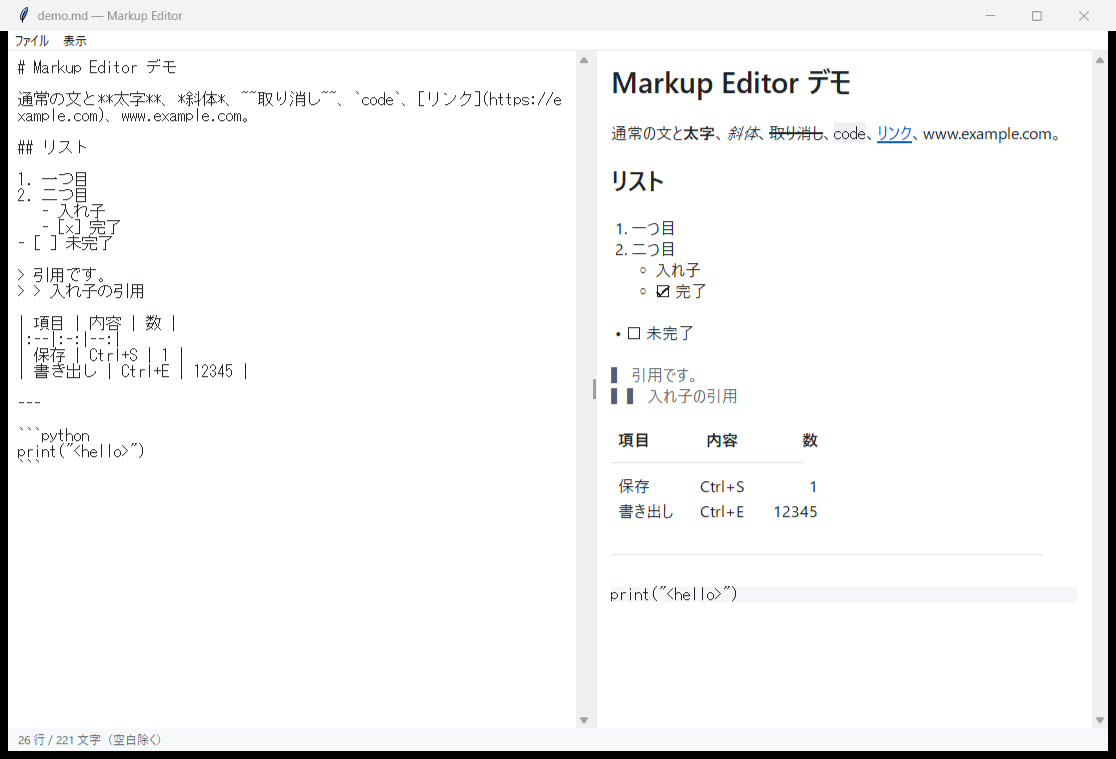 demo.md — Markup Editor
ファイル 表示
# Markup Editor デモ
通常の文と**太字**、*斜体*、~~取り消し~~、`code`、[リンク](https://e
xample.com)、www.example.com。
## リスト
1. 一つ目
2. 二つ目
- 入れ子
- [x] 完了
- [ ] 未完了
> 引用です。
> > 入れ子の引用
| 項目 | 内容 | 数 |
|:--|:-:|--:|
| 保存 | Ctrl+S | 1 |
| 書き出し | Ctrl+E | 12345 |
---
```python
print("<hello>")
```
Markup Editor デモ
通常の文と太字、斜体、取り消し、code、リンク、www.example.com。
リスト
1. 一つ目
2. 二つ目
◦ 入れ子
◦ ☑ 完了
• ☐ 未完了
引用です。
入れ子の引用
項目 内容 数
保存 Ctrl+S 1
書き出し Ctrl+E 12345
print("<hello>")
26 行 / 221 文字（空白除く）